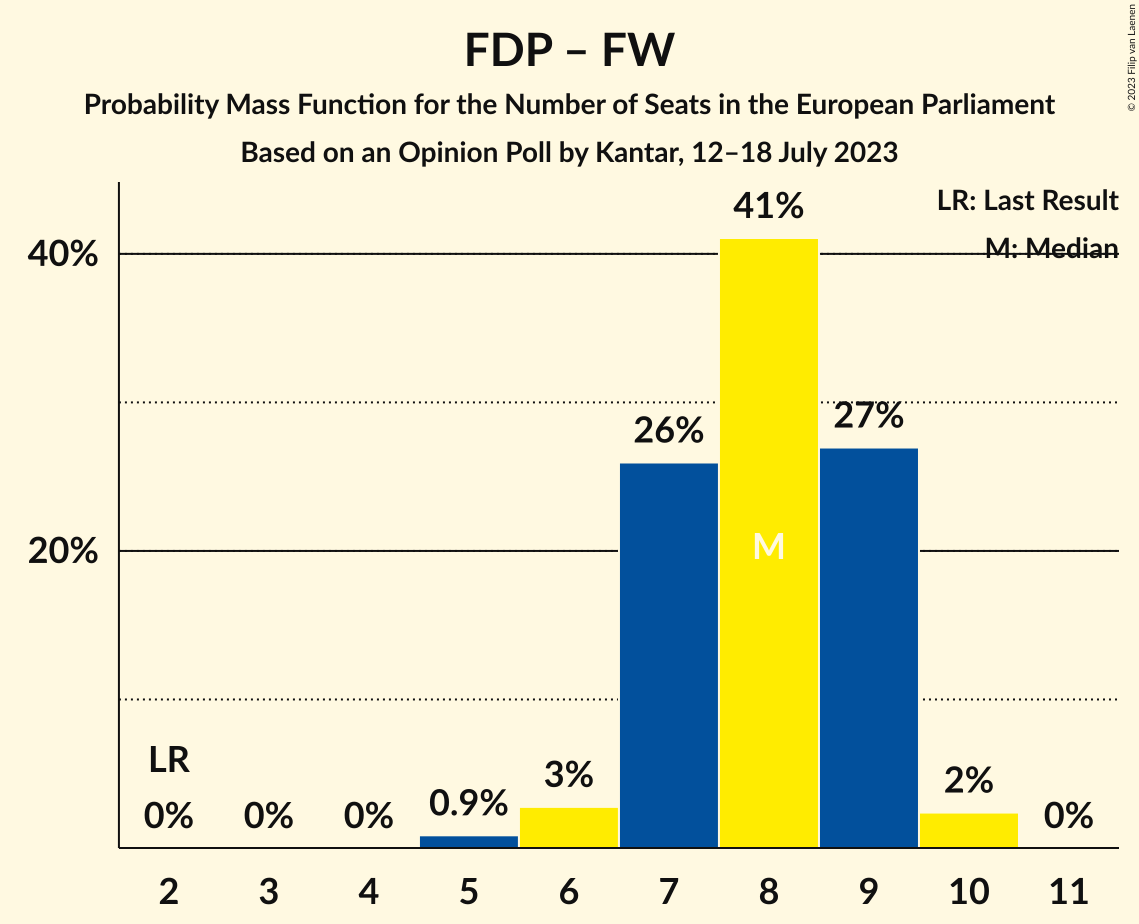 FDP – FW
Probability Mass Function for the Number of Seats in the European Parliament
Based on an Opinion Poll by Kantar, 12–18 July 2023
© 2023 Filip van Laenen
LR: Last Result
M: Median
40%
20%
41%
27%
26%
M
LR
0%
0%
0%
0.9%
3%
2%
0%
2
3
4
5
6
7
8
9
10
11